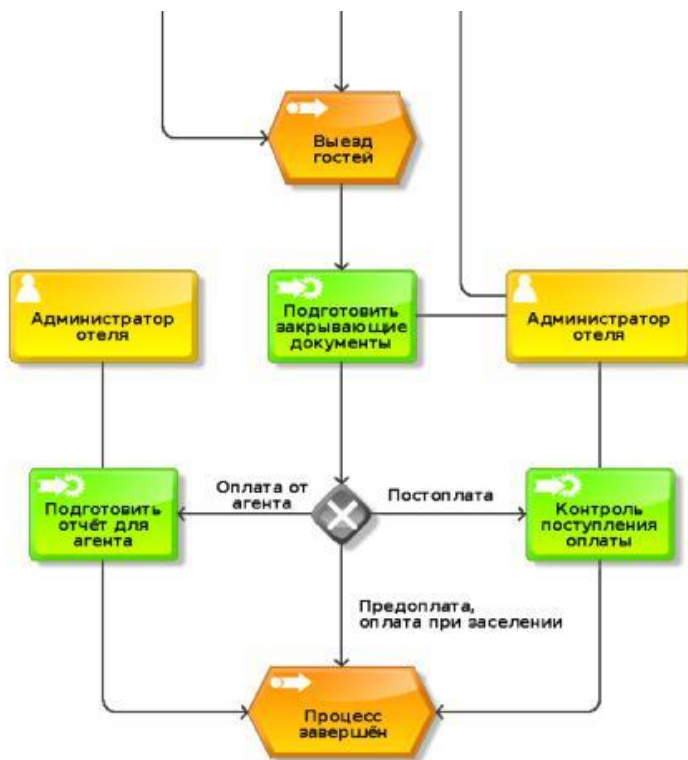 Выезд
гостей
Администратор
отеля
Подготовить
закрывающие
документы
Администратор
отеля
Оплата от
агента
Постоплата
Подготовить
отчёт для
агента
Контроль
поступления
оплаты
Предоплата,
оплата при заселении
Процесс
завершён